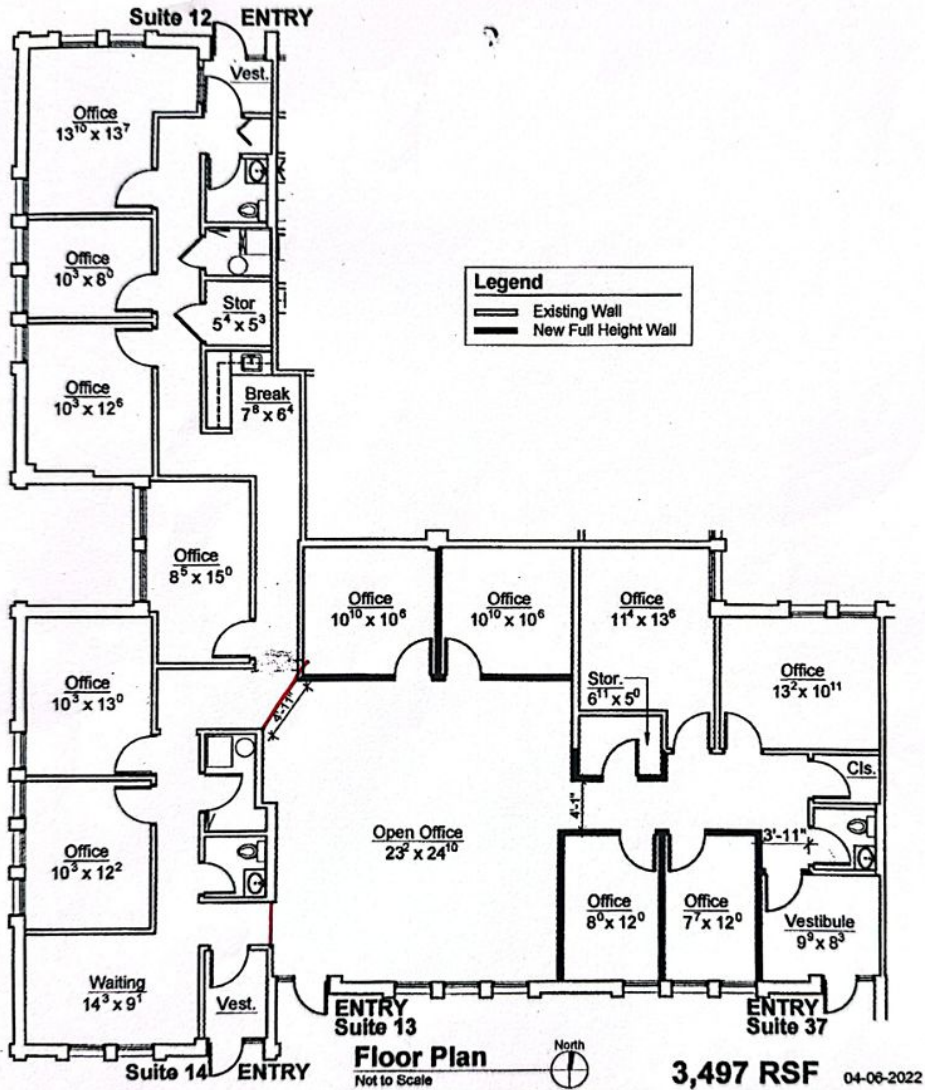 Suite 12 ENTRY
Vest.
Office
13¹⁰ x 13⁷
Office
10³ x 8⁰
Stor
5⁴ x 5³
Legend
Existing Wall
New Full Height Wall
Office
10³ x 12⁶
Break
7⁸ x 6⁴
Office
8⁵ x 15⁰
Office
10¹⁰ x 10⁶
Office
10¹⁰ x 10⁶
Office
11⁴ x 13⁶
Office
13² x 10¹¹
Stor.
6¹¹ x 5⁰
Office
10³ x 13⁰
4'-11"
Cls.
4'-1"
Open Office
23² x 24¹⁰
3'-11"
Office
10³ x 12²
Office
8⁰ x 12⁰
Office
7⁷ x 12⁰
Vestibule
9⁹ x 8³
Waiting
14³ x 9¹
Vest.
ENTRY
Suite 13
ENTRY
Suite 37
Suite 14 ENTRY
Floor Plan
Not to Scale
North
3,497 RSF
04-06-2022